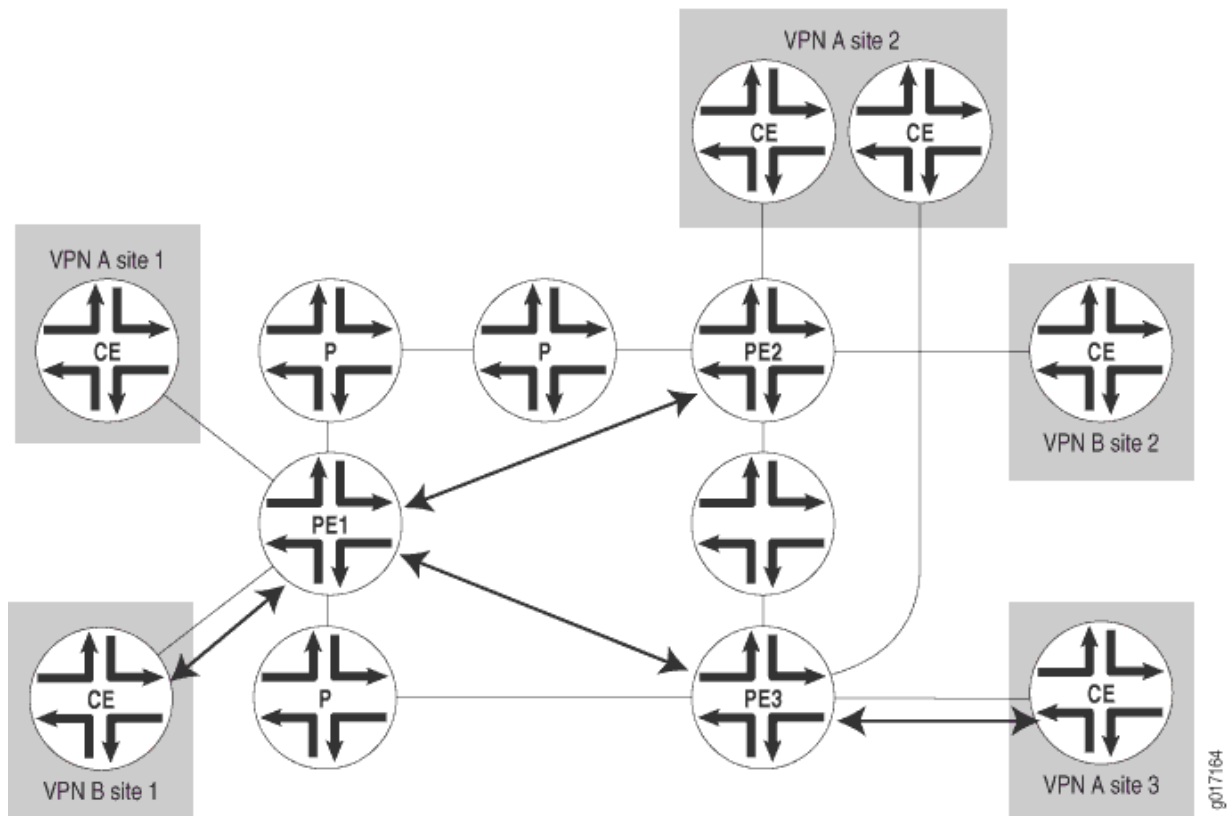 VPN A site 2
CE
CE
VPN A site 1
CE
P
P
PE2
CE
VPN B site 2
PE1
CE
VPN B site 1
P
PE3
CE
VPN A site 3
g017164